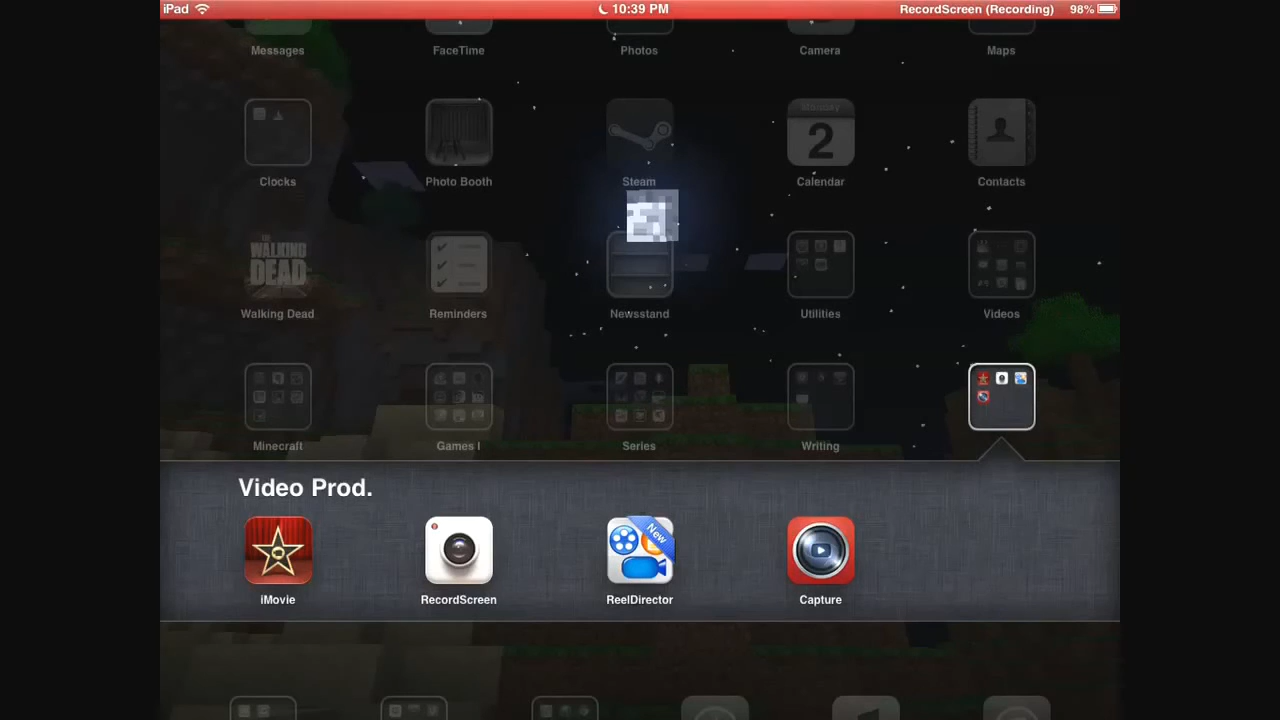 iPad 10:39 PM RecordScreen (Recording) 98%
Messages FaceTime Photos Camera Maps
Monday
2
Clocks Photo Booth Steam Calendar Contacts
THE
WALKING
DEAD
Walking Dead Reminders Newsstand Utilities Videos
Minecraft Games I Series Writing
Video Prod.
New
iMovie RecordScreen ReelDirector Capture